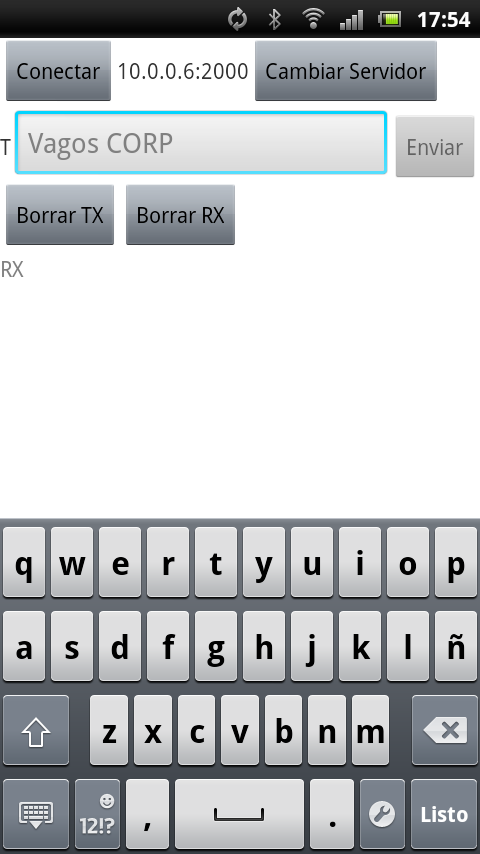 17:54
Conectar 10.0.0.6:2000 Cambiar Servidor
T Vagos CORP Enviar
Borrar TX Borrar RX
RX
q w e r t y u i o p
a s d f g h j k l ñ
z x c v b n m
12!? , . Listo